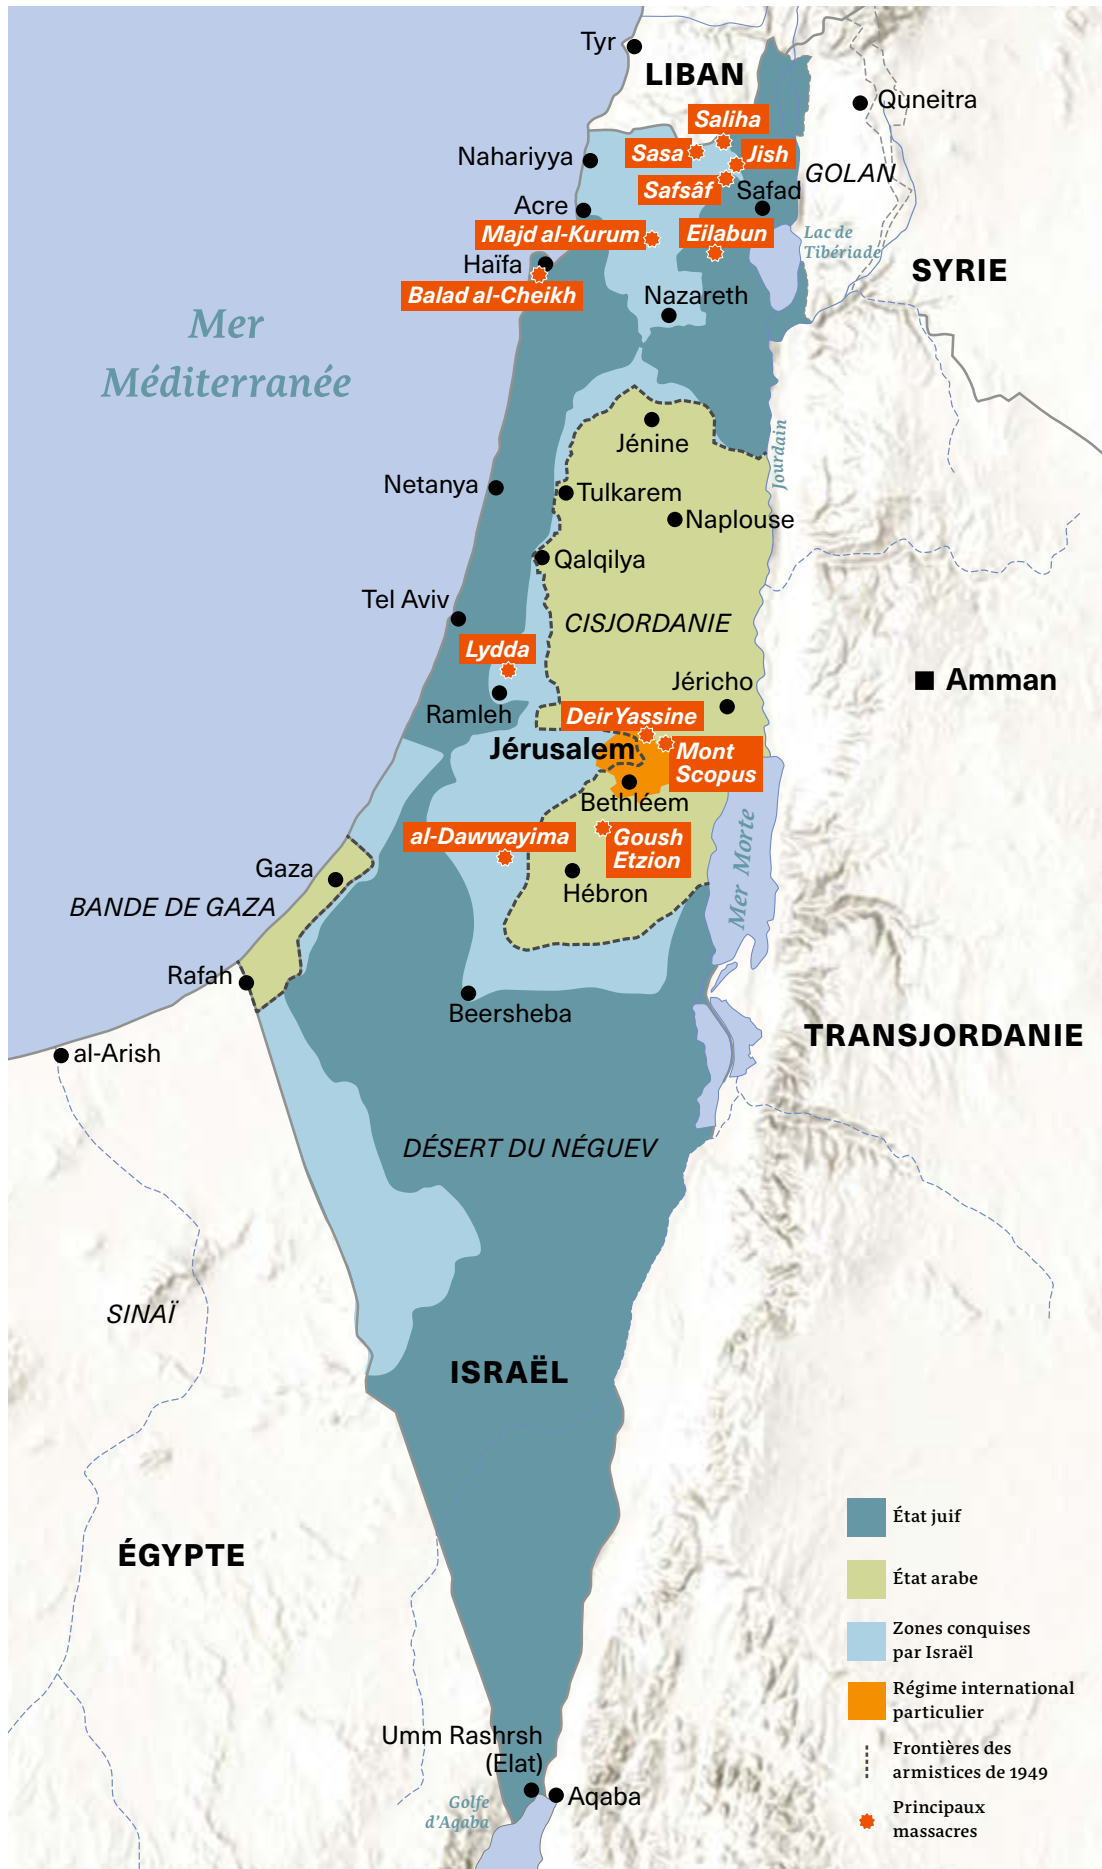 Tyr
LIBAN
Quneitra
Saliha
Nahariyya
Sasa
Jish
GOLAN
Safsâf
Safad
Acre
Majd al-Kurum
Eilabun
Lac de
Tibériade
Haïfa
SYRIE
Balad al-Cheikh
Nazareth
Mer
Méditerranée
Jénine
Jourdain
Netanya
Tulkarem
Naplouse
Qalqilya
Tel Aviv
CISJORDANIE
Lydda
Jéricho
Amman
Ramleh
Deir Yassine
Jérusalem
Mont
Scopus
Bethléem
al-Dawwayima
Goush
Etzion
Mer Morte
Gaza
Hébron
BANDE DE GAZA
Rafah
Beersheba
TRANSJORDANIE
al-Arish
DÉSERT DU NÉGUEV
SINAÏ
ISRAËL
ÉGYPTE
Umm Rashrsh
(Elat)
Aqaba
Golfe
d'Aqaba
État juif
État arabe
Zones conquises
par Israël
Régime international
particulier
Frontières des
armistices de 1949
Principaux
massacres